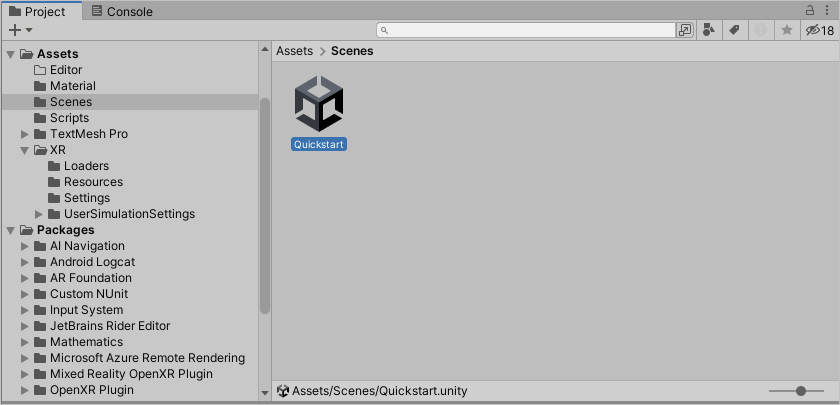 Project
Console
18
Assets
Editor
Material
Scenes
Scripts
TextMesh Pro
XR
Loaders
Resources
Settings
UserSimulationSettings
Packages
AI Navigation
Android Logcat
AR Foundation
Custom NUnit
Input System
JetBrains Rider Editor
Mathematics
Microsoft Azure Remote Rendering
Mixed Reality OpenXR Plugin
OpenXR Plugin
Assets > Scenes
Quickstart
Assets/Scenes/Quickstart.unity